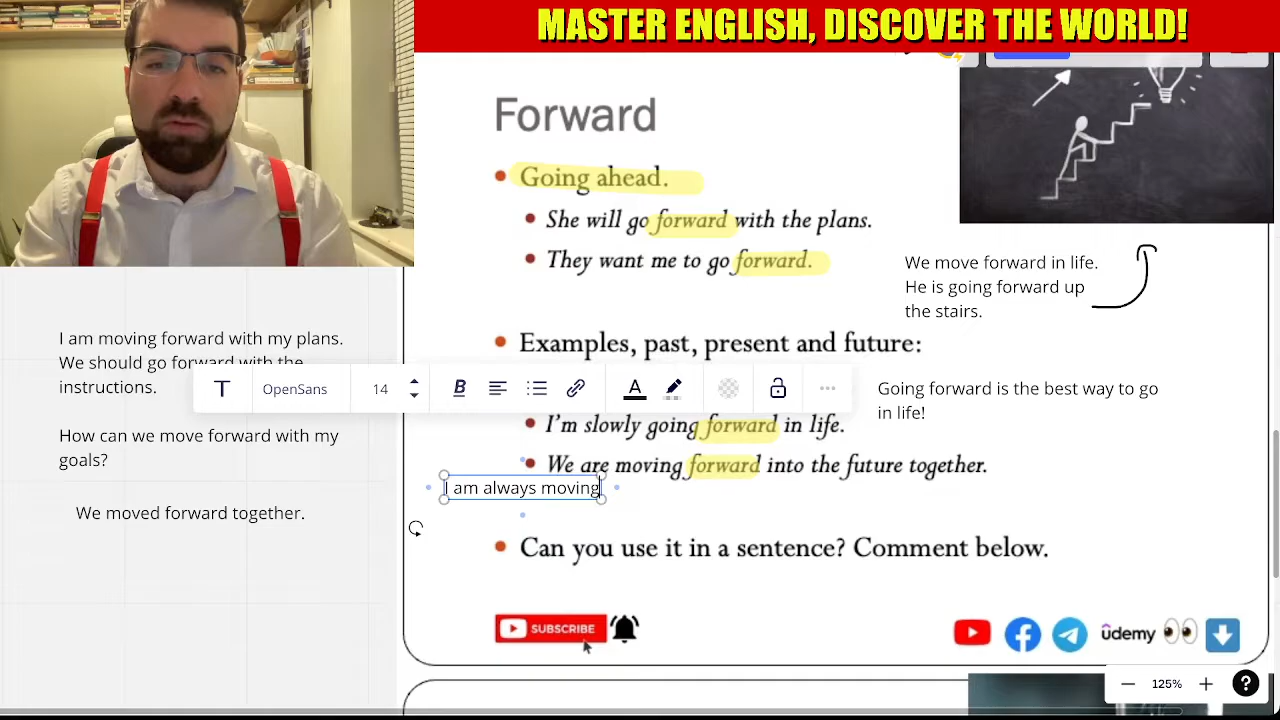 MASTER ENGLISH, DISCOVER THE WORLD!
Forward
Going ahead.
She will go forward with the plans.
They want me to go forward.
We move forward in life.
He is going forward up
the stairs.
I am moving forward with my plans.
We should go forward with the
instructions.
Examples, past, present and future:
T OpenSans 14 B A
Going forward is the best way to go
in life!
I'm slowly going forward in life.
How can we move forward with my
goals?
We are moving forward into the future together.
I am always moving
We moved forward together.
Can you use it in a sentence? Comment below.
SUBSCRIBE
udemy
125%